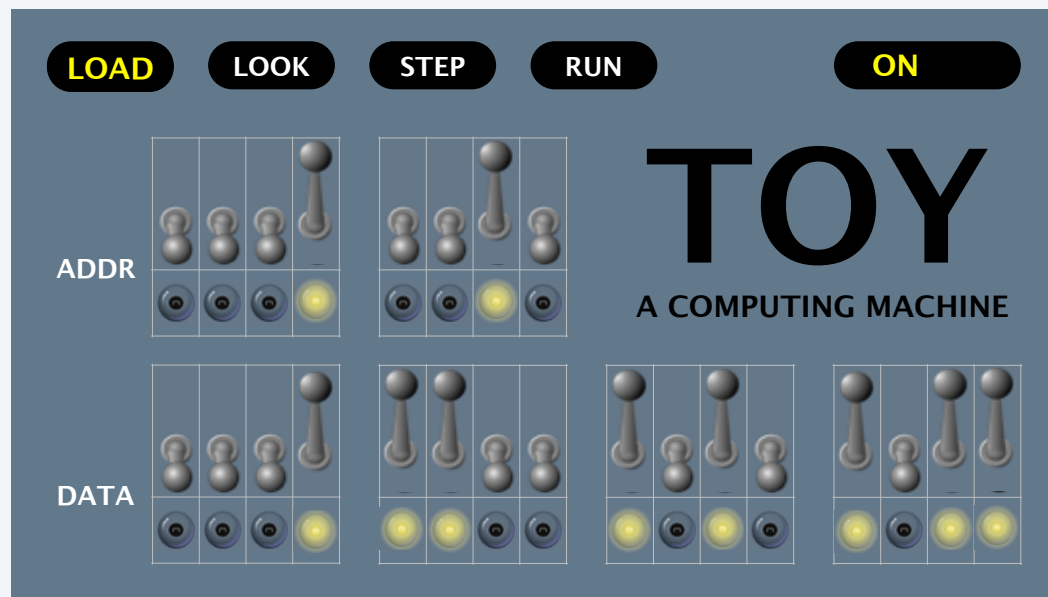 LOAD LOOK STEP RUN ON
TOY
ADDR
A COMPUTING MACHINE
DATA